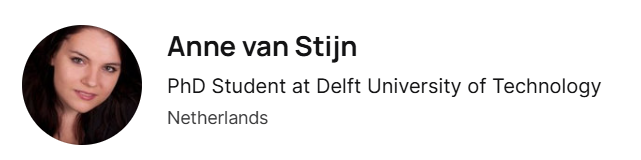 Anne van Stijn
PhD Student at Delft University of Technology
Netherlands